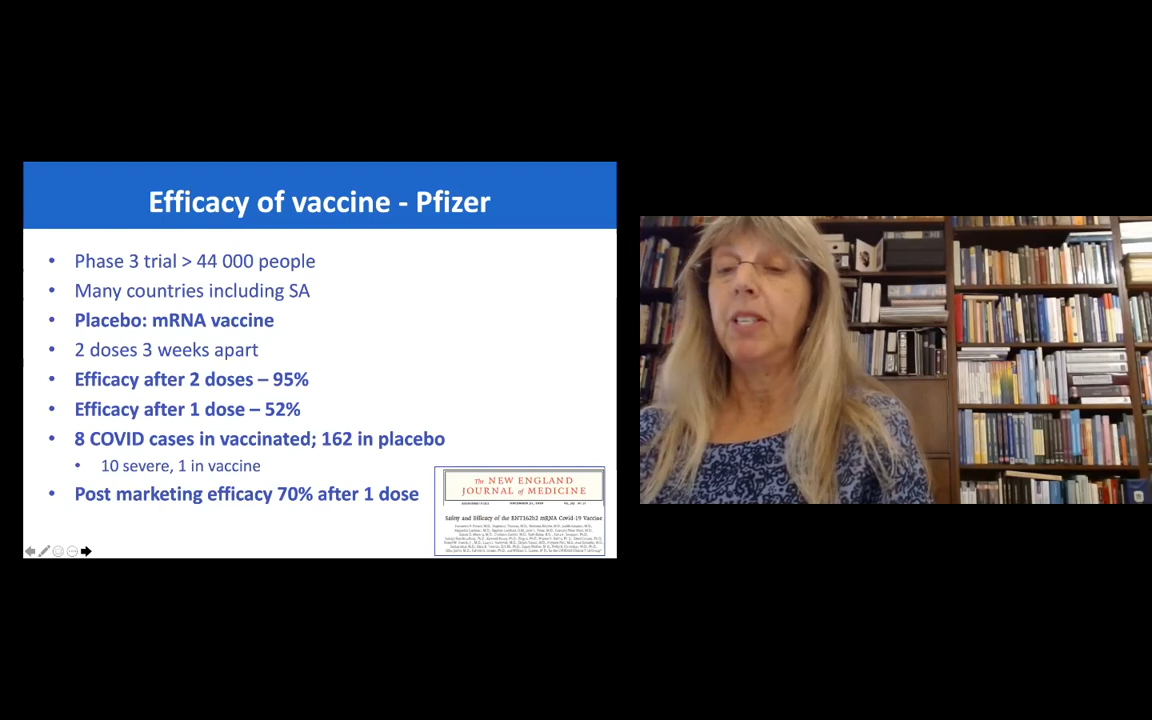 Efficacy of vaccine - Pfizer
• Phase 3 trial > 44 000 people
• Many countries including SA
• Placebo: mRNA vaccine
• 2 doses 3 weeks apart
• Efficacy after 2 doses – 95%
• Efficacy after 1 dose – 52%
• 8 COVID cases in vaccinated; 162 in placebo
• 10 severe, 1 in vaccine
• Post marketing efficacy 70% after 1 dose
The NEW ENGLAND
JOURNAL of MEDICINE
Safety and Efficacy of the BNT162b2 mRNA Covid-19 Vaccine